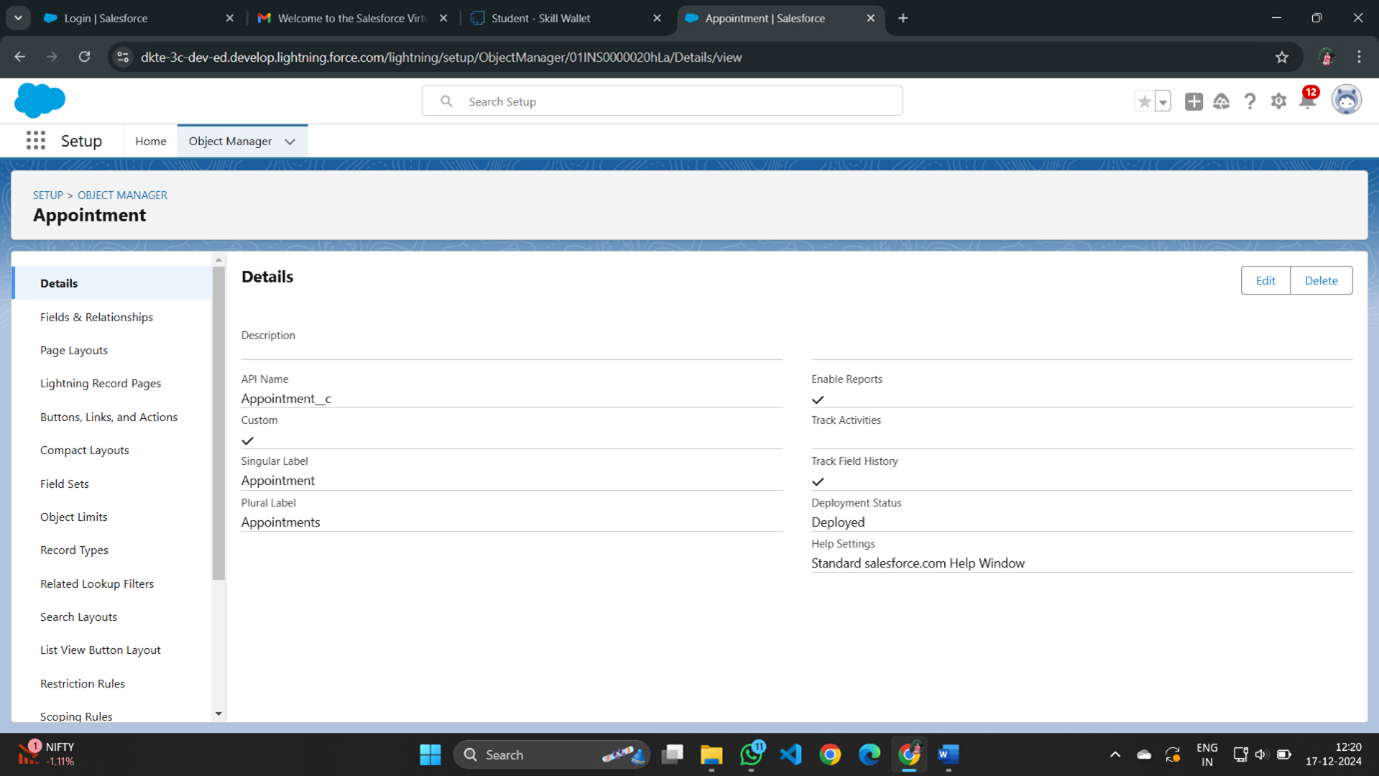 Login | Salesforce
Welcome to the Salesforce Virtu
Student - Skill Wallet
Appointment | Salesforce
dkte-3c-dev-ed.develop.lightning.force.com/lightning/setup/ObjectManager/01INS0000020hLa/Details/view
Search Setup
12
Setup
Home
Object Manager
SETUP > OBJECT MANAGER
Appointment
Details
Fields & Relationships
Page Layouts
Lightning Record Pages
Buttons, Links, and Actions
Compact Layouts
Field Sets
Object Limits
Record Types
Related Lookup Filters
Search Layouts
List View Button Layout
Restriction Rules
Scoping Rules
Details
Edit
Delete
Description
API Name
Appointment__c
Custom
Singular Label
Appointment
Plural Label
Appointments
Enable Reports
Track Activities
Track Field History
Deployment Status
Deployed
Help Settings
Standard salesforce.com Help Window
1
NIFTY
-1.11%
Search
11
ENG
IN
12:20
17-12-2024